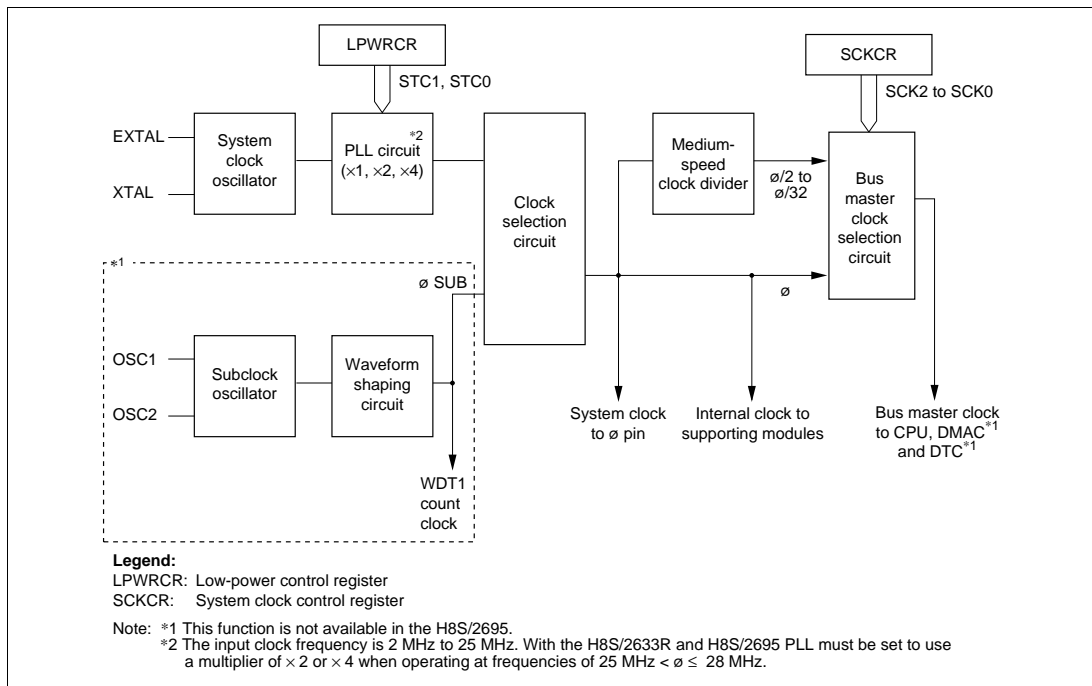 LPWRCR
STC1, STC0
SCKCR
SCK2 to SCK0
EXTAL
XTAL
System
clock
oscillator
*2
PLL circuit
(×1, ×2, ×4)
Clock
selection
circuit
Medium-
speed
clock divider
ø/2 to
ø/32
Bus
master
clock
selection
circuit
*1
ø SUB
ø
OSC1
OSC2
Subclock
oscillator
Waveform
shaping
circuit
WDT1
count
clock
System clock
to ø pin
Internal clock to
supporting modules
Bus master clock
to CPU, DMAC*1
and DTC*1
Legend:
LPWRCR: Low-power control register
SCKCR: System clock control register
Note: *1 This function is not available in the H8S/2695.
*2 The input clock frequency is 2 MHz to 25 MHz. With the H8S/2633R and H8S/2695 PLL must be set to use
a multiplier of × 2 or × 4 when operating at frequencies of 25 MHz < ø ≤ 28 MHz.